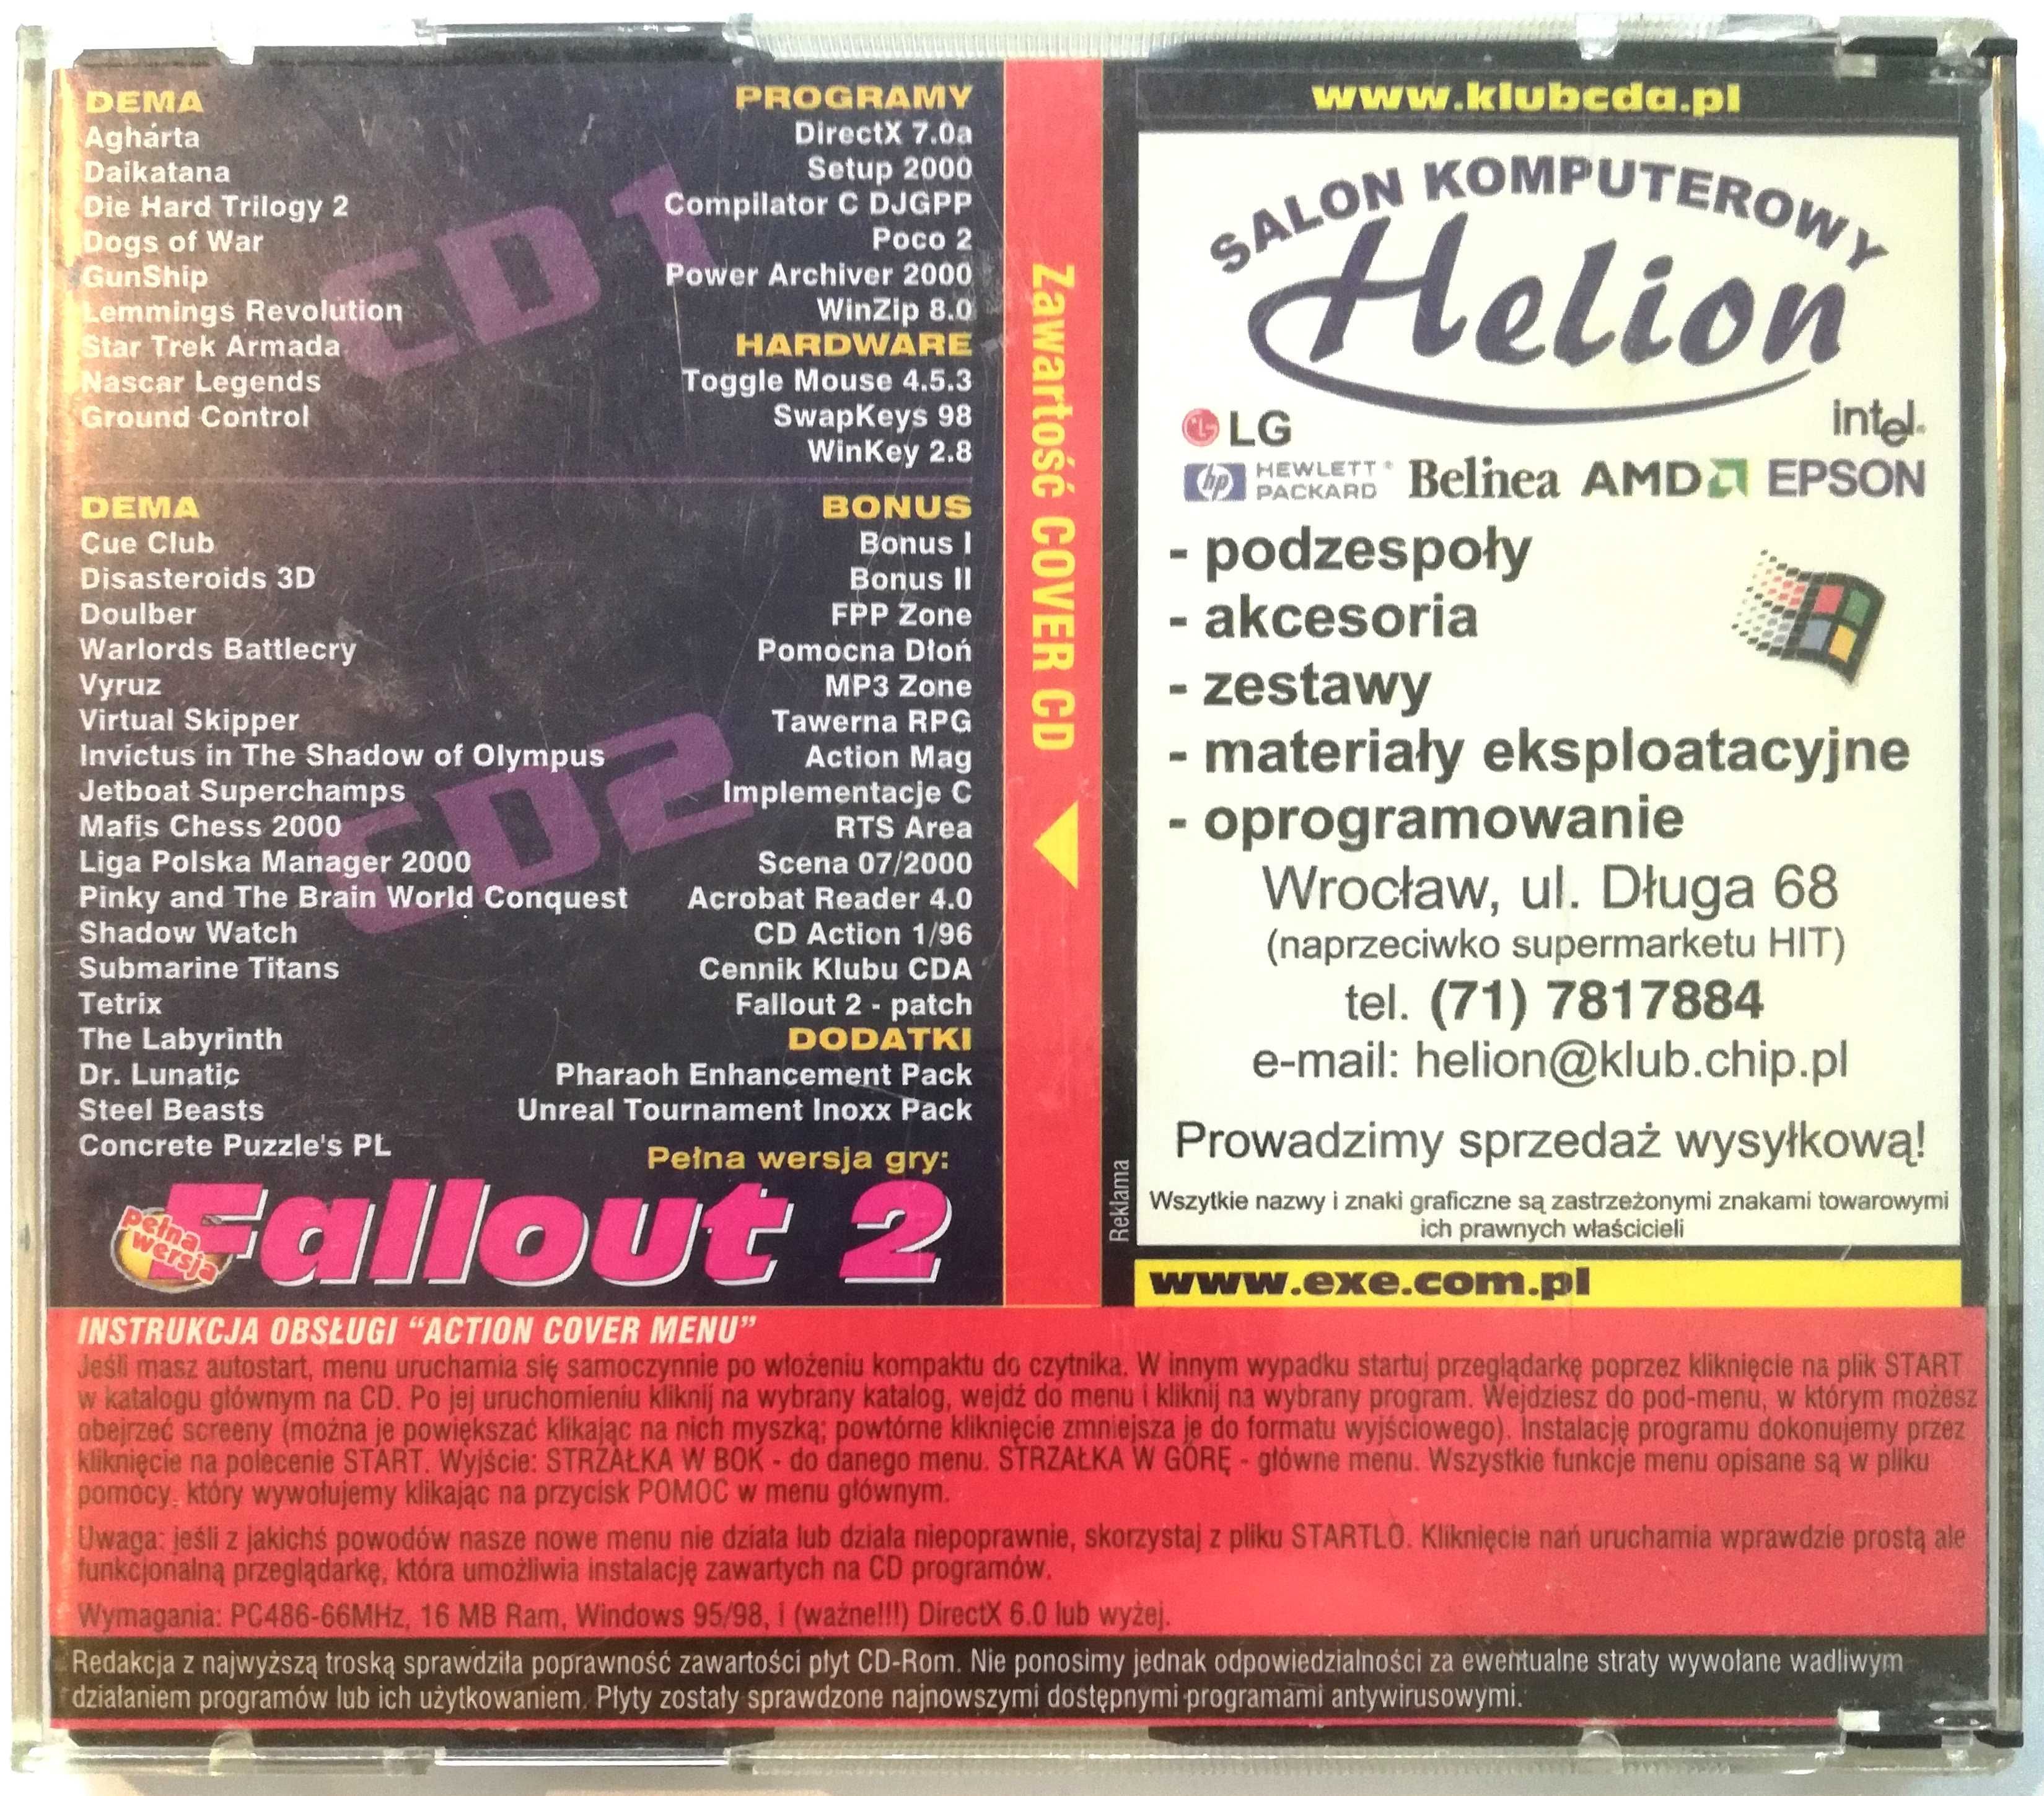 DEMA
Aghárta
Daikatana
Die Hard Trilogy 2
Dogs of War
GunShip
Lemmings Revolution
Star Trek Armada
Nascar Legends
Ground Control
CD1
PROGRAMY
DirectX 7.0a
Setup 2000
Compilator C DJGPP
Poco 2
Power Archiver 2000
WinZip 8.0
HARDWARE
Toggle Mouse 4.5.3
SwapKeys 98
WinKey 2.8
DEMA
Cue Club
Disasteroids 3D
Doulber
Warlords Battlecry
Vyruz
Virtual Skipper
Invictus in The Shadow of Olympus
Jetboat Superchamps
Mafis Chess 2000
Liga Polska Manager 2000
Pinky and The Brain World Conquest
Shadow Watch
Submarine Titans
Tetrix
The Labyrinth
Dr. Lunatic
Steel Beasts
Concrete Puzzle's PL
CD2
BONUS
Bonus I
Bonus II
FPP Zone
Pomocna Dłoń
MP3 Zone
Tawerna RPG
Action Mag
Implementacje C
RTS Area
Scena 07/2000
Acrobat Reader 4.0
CD Action 1/96
Cennik Klubu CDA
Fallout 2 - patch
DODATKI
Pharaoh Enhancement Pack
Unreal Tournament Inoxx Pack
Pełna wersja gry:
pełna
wersja
Fallout 2
Zawartość COVER CD
www.klubcda.pl
SALON KOMPUTEROWY
Helion
LG
intel
hp HEWLETT PACKARD Belinea AMD EPSON
- podzespoły
- akcesoria
- zestawy
- materiały eksploatacyjne
- oprogramowanie
Wrocław, ul. Długa 68
(naprzeciwko supermarketu HIT)
tel. (71) 7817884
e-mail: helion@klub.chip.pl
Prowadzimy sprzedaż wysyłkową!
Wszytkie nazwy i znaki graficzne są zastrzeżonymi znakami towarowymi
ich prawnych właścicieli
Reklama
www.exe.com.pl
INSTRUKCJA OBSŁUGI “ACTION COVER MENU”
Jeśli masz autostart, menu uruchamia się samoczynnie po włożeniu kompaktu do czytnika. W innym wypadku startuj przeglądarkę poprzez kliknięcie na plik START
w katalogu głównym na CD. Po jej uruchomieniu kliknij na wybrany katalog, wejdź do menu i kliknij na wybrany program. Wejdziesz do pod-menu, w którym możesz
obejrzeć screeny (można je powiększać klikając na nich myszką; powtórne kliknięcie zmniejsza je do formatu wyjściowego). Instalację programu dokonujemy przez
kliknięcie na polecenie START. Wyjście: STRZAŁKA W BOK - do danego menu. STRZAŁKA W GÓRĘ - główne menu. Wszystkie funkcje menu opisane są w pliku
pomocy, który wywołujemy klikając na przycisk POMOC w menu głównym.
Uwaga: jeśli z jakichś powodów nasze nowe menu nie działa lub działa niepoprawnie, skorzystaj z pliku STARTLO. Kliknięcie nań uruchamia wprawdzie prostą ale
funkcjonalną przeglądarkę, która umożliwia instalację zawartych na CD programów.
Wymagania: PC486-66MHz, 16 MB Ram, Windows 95/98, i (ważne!!!) DirectX 6.0 lub wyżej.
Redakcja z najwyższą troską sprawdziła poprawność zawartości płyt CD-Rom. Nie ponosimy jednak odpowiedzialności za ewentualne straty wywołane wadliwym
działaniem programów lub ich użytkowaniem. Płyty zostały sprawdzone najnowszymi dostępnymi programami antywirusowymi.